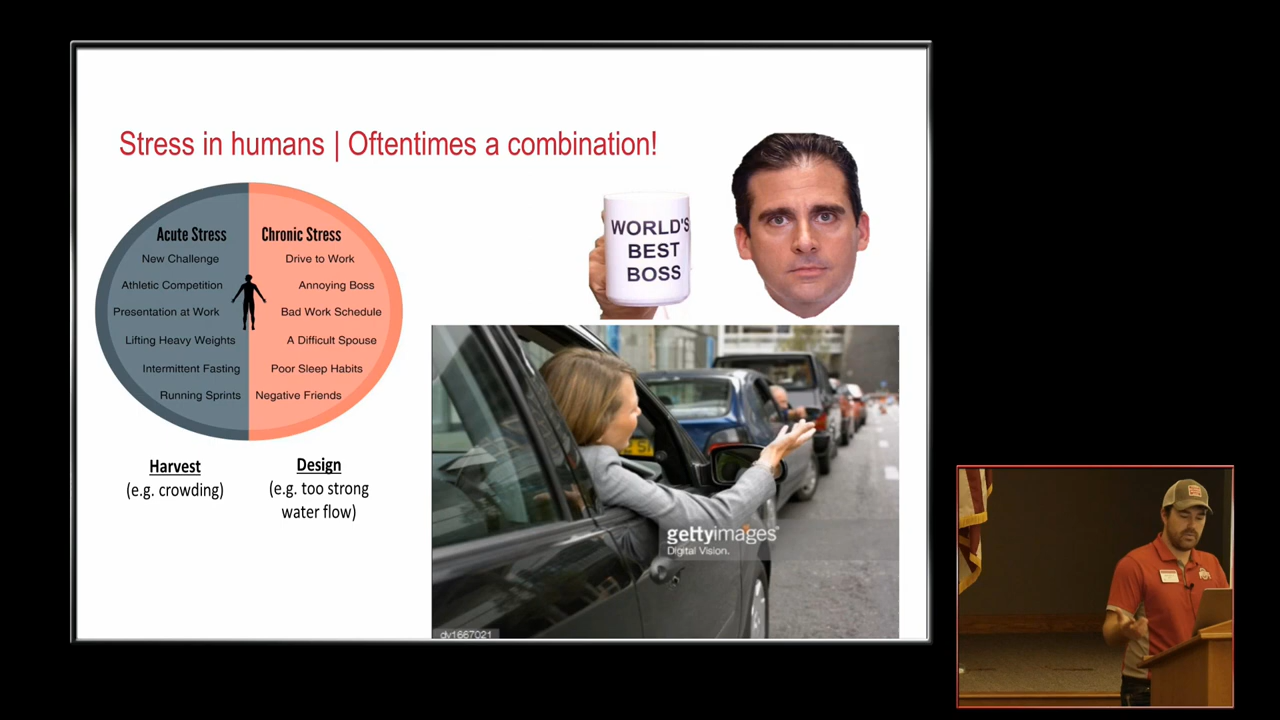 Stress in humans | Oftentimes a combination!
Acute Stress
New Challenge
Athletic Competition
Presentation at Work
Lifting Heavy Weights
Intermittent Fasting
Running Sprints
Chronic Stress
Drive to Work
Annoying Boss
Bad Work Schedule
A Difficult Spouse
Poor Sleep Habits
Negative Friends
Harvest
(e.g. crowding)
Design
(e.g. too strong
water flow)
WORLD'S
BEST
BOSS
gettyimages®
Digital Vision.
dv1667021